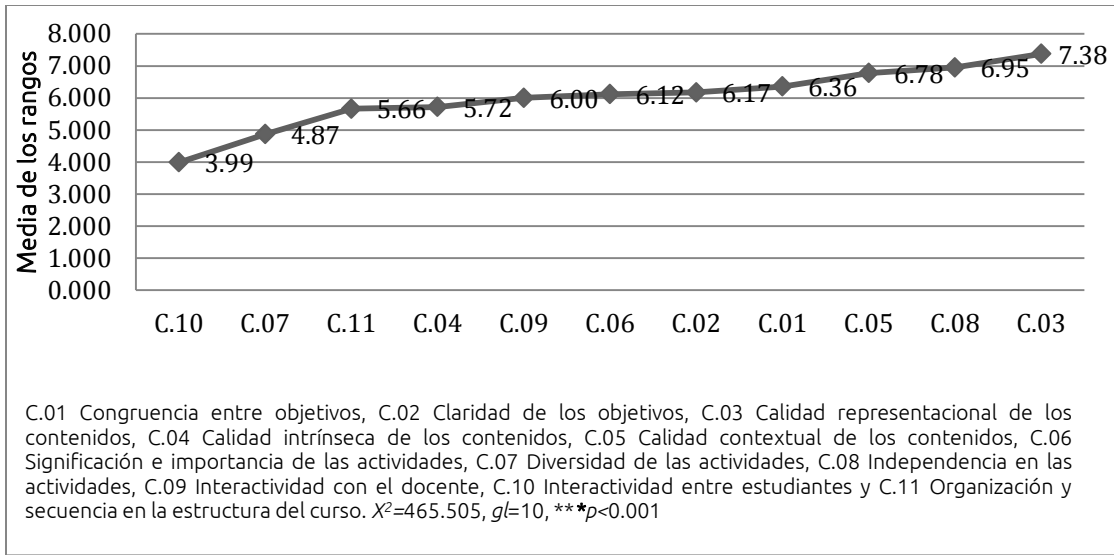 Media de los rangos
8.000
7.000
6.000
5.000
4.000
3.000
2.000
1.000
0.000
3.99
4.87
5.66
5.72
6.00
6.12
6.17
6.36
6.78
6.95
7.38
C.10 C.07 C.11 C.04 C.09 C.06 C.02 C.01 C.05 C.08 C.03
C.01 Congruencia entre objetivos, C.02 Claridad de los objetivos, C.03 Calidad representacional de los
contenidos, C.04 Calidad intrínseca de los contenidos, C.05 Calidad contextual de los contenidos, C.06
Significación e importancia de las actividades, C.07 Diversidad de las actividades, C.08 Independencia en las
actividades, C.09 Interactividad con el docente, C.10 Interactividad entre estudiantes y C.11 Organización y
secuencia en la estructura del curso. X²=465.505, gl=10, ***p<0.001